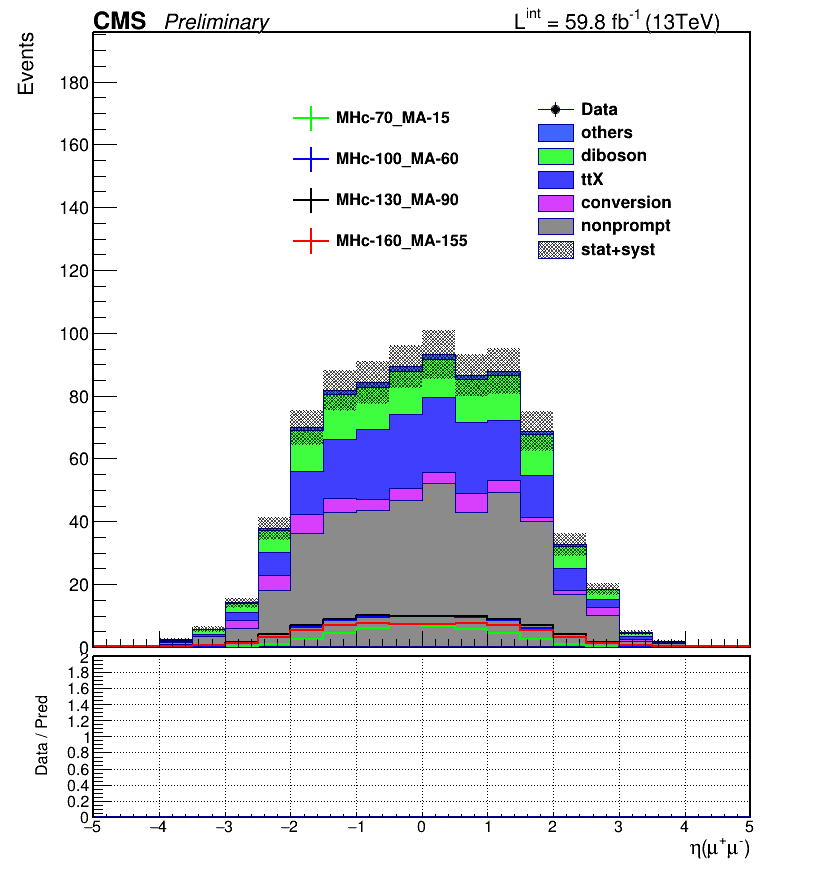 CMS Preliminary L^int = 59.8 fb^-1 (13TeV)
Events
180
160
140
120
100
80
60
40
20
0
MHc-70_MA-15
MHc-100_MA-60
MHc-130_MA-90
MHc-160_MA-155
Data
others
diboson
ttX
conversion
nonprompt
stat+syst
Data / Pred
2
1.8
1.6
1.4
1.2
1
0.8
0.6
0.4
0.2
0
−5 −4 −3 −2 −1 0 1 2 3 4 5
η(μ⁺μ⁻)